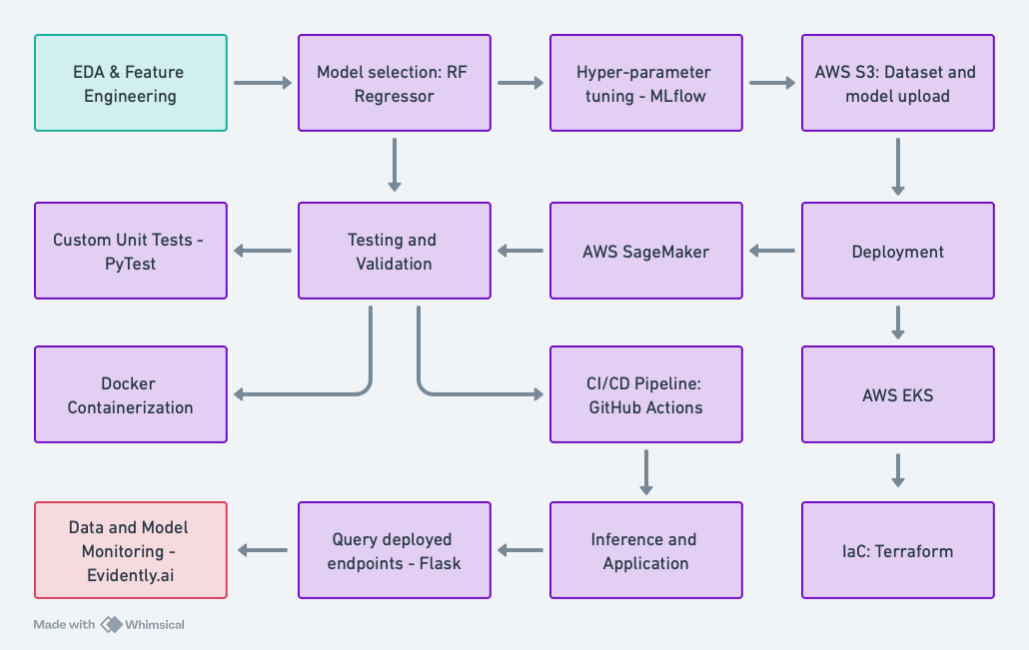 EDA & Feature
Engineering
Model selection: RF
Regressor
Hyper-parameter
tuning - MLflow
AWS S3: Dataset and
model upload
Custom Unit Tests -
PyTest
Testing and
Validation
AWS SageMaker
Deployment
Docker
Containerization
CI/CD Pipeline:
GitHub Actions
AWS EKS
Data and Model
Monitoring -
Evidently.ai
Query deployed
endpoints - Flask
Inference and
Application
IaC: Terraform
Made with Whimsical